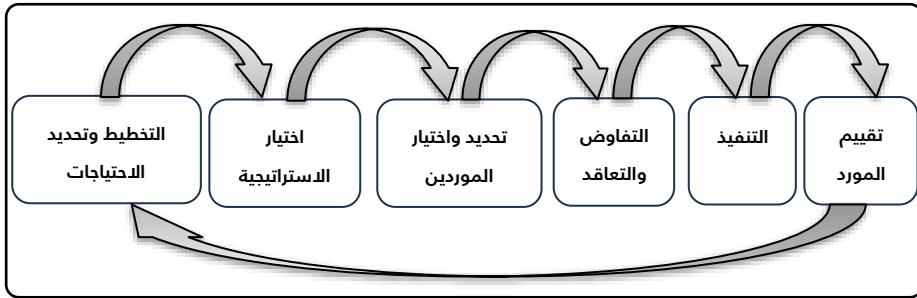 التخطيط وتحديد
الاحتياجات
اختيار
الاستراتيجية
تحديد واختيار
الموردين
التفاوض
والتعاقد
التنفيذ
تقييم
المورد